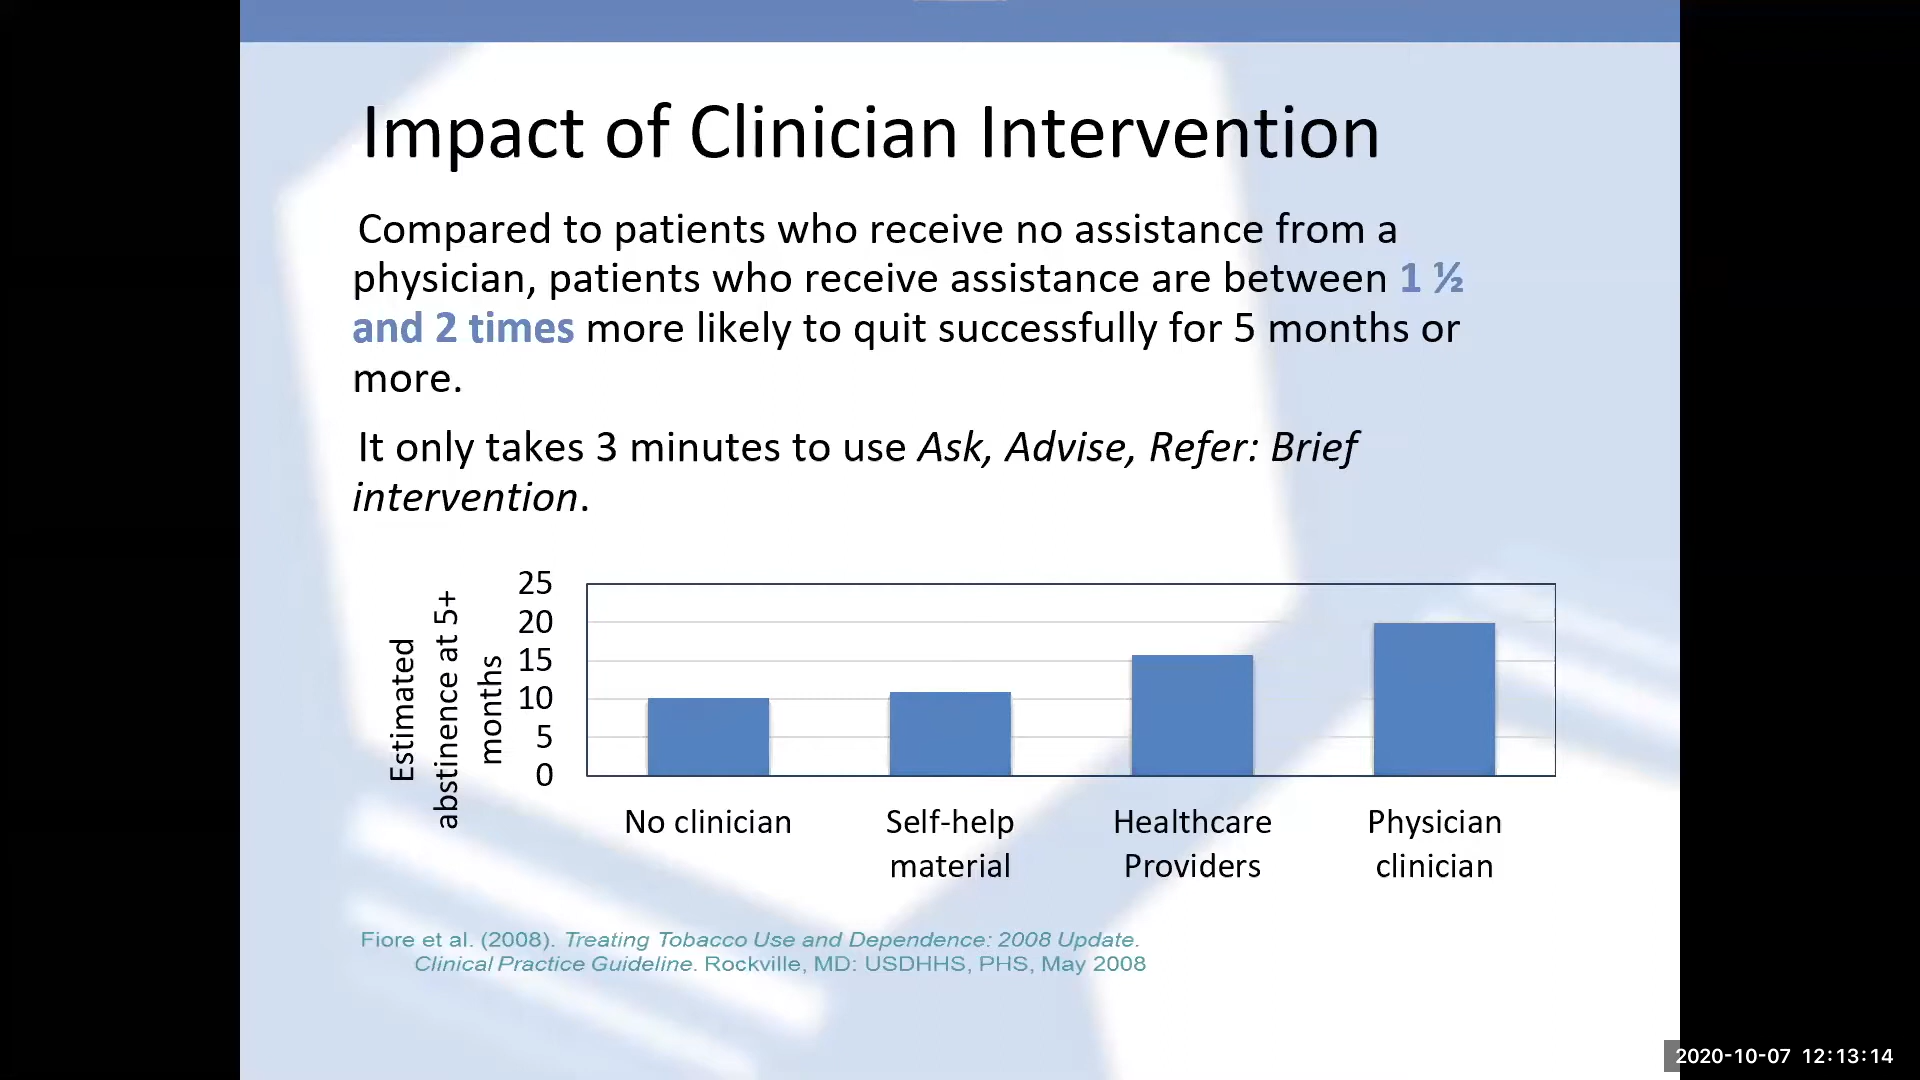 Impact of Clinician Intervention
Compared to patients who receive no assistance from a
physician, patients who receive assistance are between 1 ½
and 2 times more likely to quit successfully for 5 months or
more.
It only takes 3 minutes to use Ask, Advise, Refer: Brief
intervention.
Estimated
abstinence at 5+
months
25
20
15
10
5
0
No clinician
Self-help
material
Healthcare
Providers
Physician
clinician
Fiore et al. (2008). Treating Tobacco Use and Dependence: 2008 Update.
Clinical Practice Guideline. Rockville, MD: USDHHS, PHS, May 2008
2020-10-07 12:13:14